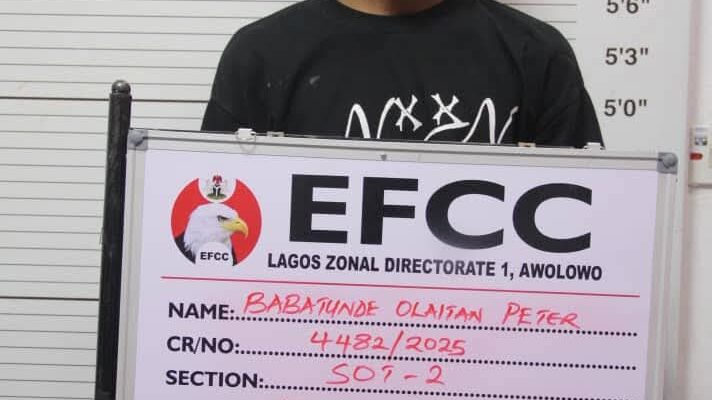 5'6"
5'3"
5'0"
EFCC
EFCC
LAGOS ZONAL DIRECTORATE 1, AWOLOWO
NAME: BABATUNDE OLAITAN PETER
CR/NO: 4482/2025
SECTION: SOT-2